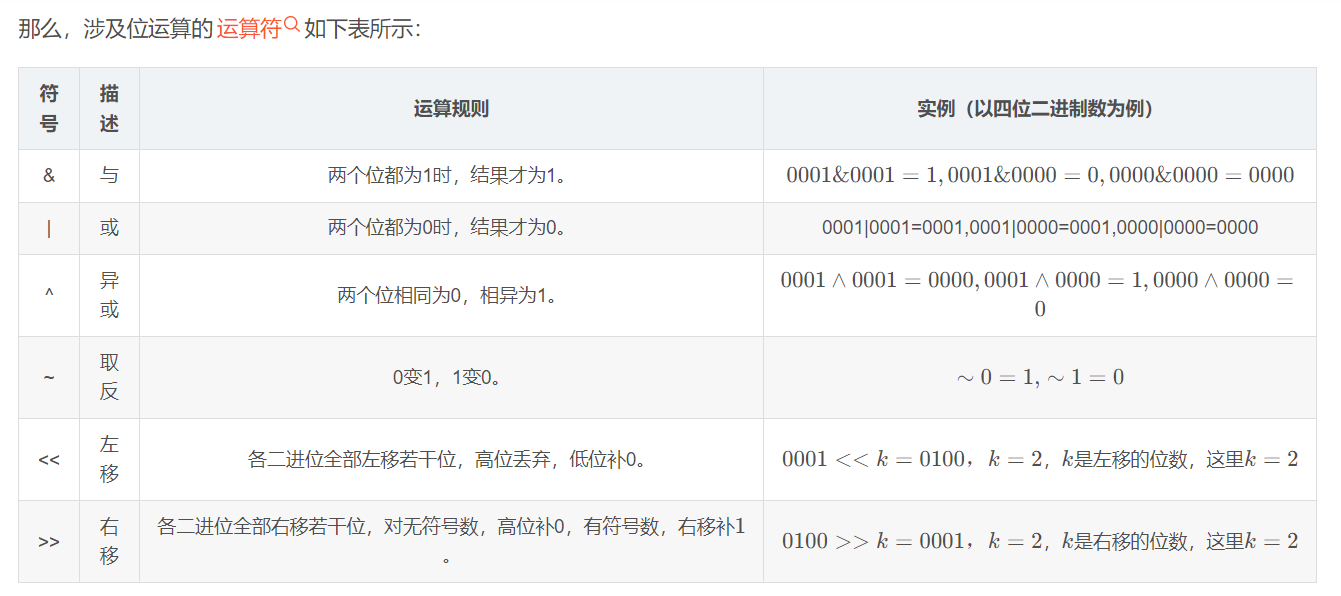 那么，涉及位运算的运算符如下表所示：
符号 描述 运算规则 实例（以四位二进制数为例）
& 与 两个位都为1时，结果才为1。 0001&0001 = 1, 0001&0000 = 0, 0000&0000 = 0000
| 或 两个位都为0时，结果才为0。 0001|0001=0001,0001|0000=0001,0000|0000=0000
^ 异或 两个位相同为0，相异为1。 0001 ∧ 0001 = 0000, 0001 ∧ 0000 = 1, 0000 ∧ 0000 = 0
~ 取反 0变1，1变0。 ∼ 0 = 1, ∼ 1 = 0
<< 左移 各二进位全部左移若干位，高位丢弃，低位补0。 0001 << k = 0100，k = 2，k是左移的位数，这里k = 2
>> 右移 各二进位全部右移若干位，对无符号数，高位补0，有符号数，右移补1。 0100 >> k = 0001，k = 2，k是右移的位数，这里k = 2